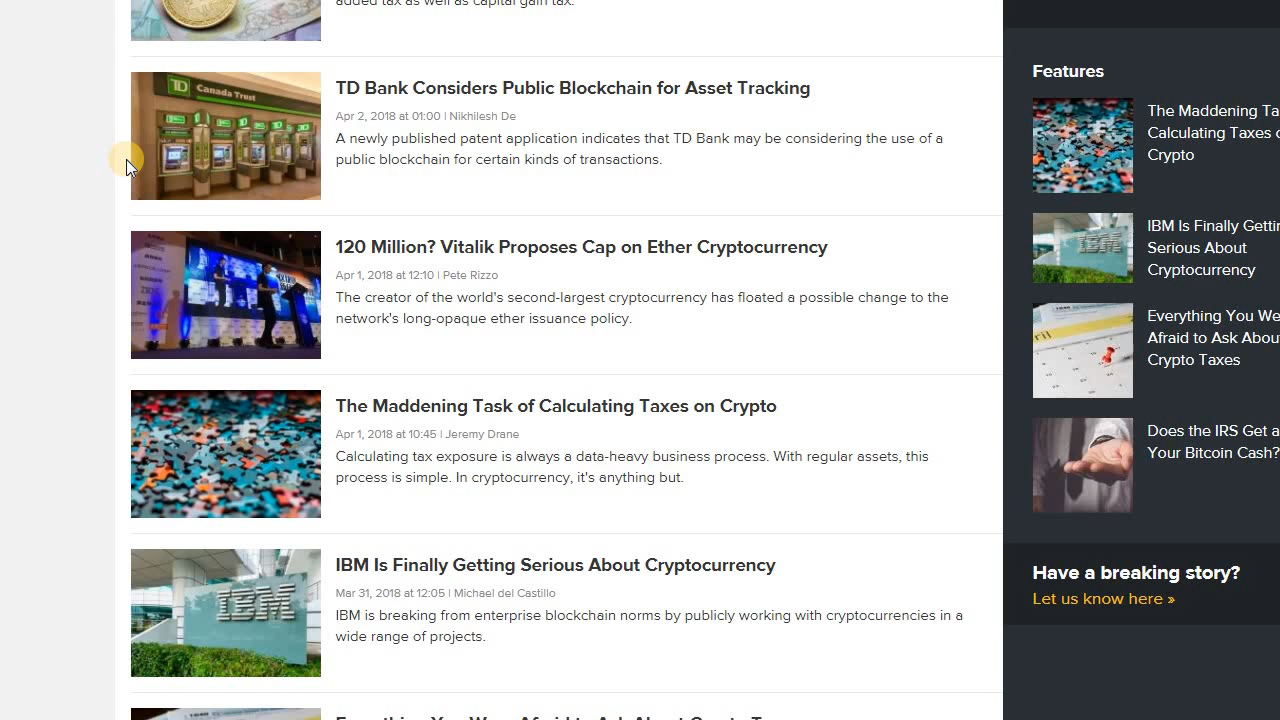 added tax as well as capital gain tax.
TD Canada Trust
TD Bank Considers Public Blockchain for Asset Tracking
Apr 2, 2018 at 01:00 | Nikhilesh De
A newly published patent application indicates that TD Bank may be considering the use of a
public blockchain for certain kinds of transactions.
120 Million? Vitalik Proposes Cap on Ether Cryptocurrency
Apr 1, 2018 at 12:10 | Pete Rizzo
The creator of the world's second-largest cryptocurrency has floated a possible change to the
network's long-opaque ether issuance policy.
The Maddening Task of Calculating Taxes on Crypto
Apr 1, 2018 at 10:45 | Jeremy Drane
Calculating tax exposure is always a data-heavy business process. With regular assets, this
process is simple. In cryptocurrency, it's anything but.
IBM
IBM Is Finally Getting Serious About Cryptocurrency
Mar 31, 2018 at 12:05 | Michael del Castillo
IBM is breaking from enterprise blockchain norms by publicly working with cryptocurrencies in a
wide range of projects.
Everything You Were Afraid to Ask About Crypto Taxes
Features
The Maddening Ta
Calculating Taxes o
Crypto
IBM
IBM Is Finally Gettin
Serious About
Cryptocurrency
Everything You We
Afraid to Ask Abou
Crypto Taxes
Does the IRS Get a
Your Bitcoin Cash?
Have a breaking story?
Let us know here »